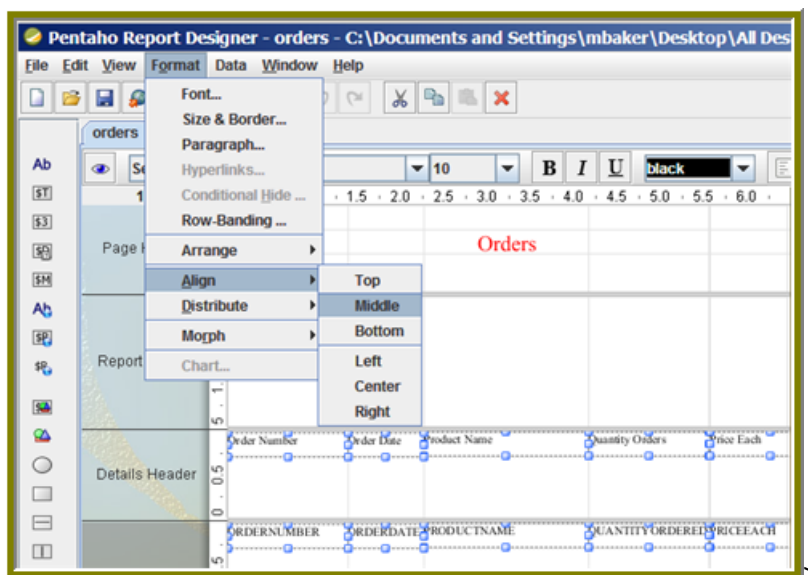 Pentaho Report Designer - orders - C:\Documents and Settings\mbaker\Desktop\All Des
File Edit View Format Data Window Help
Font...
Size & Border...
Paragraph...
Hyperlinks...
Conditional Hide ...
Row-Banding ...
Arrange
Align
Distribute
Morph
Chart...
Top
Middle
Bottom
Left
Center
Right
orders
Ab
10 B I U black
1.5 2.0 2.5 3.0 3.5 4.0 4.5 5.0 5.5 6.0
Page
Orders
Report
Order Number Order Date Product Name Quantity Orders Price Each
Details Header
0.5
0
ORDERNUMBER ORDERDATE PRODUCTNAME QUANTITYORDERED PRICEEACH